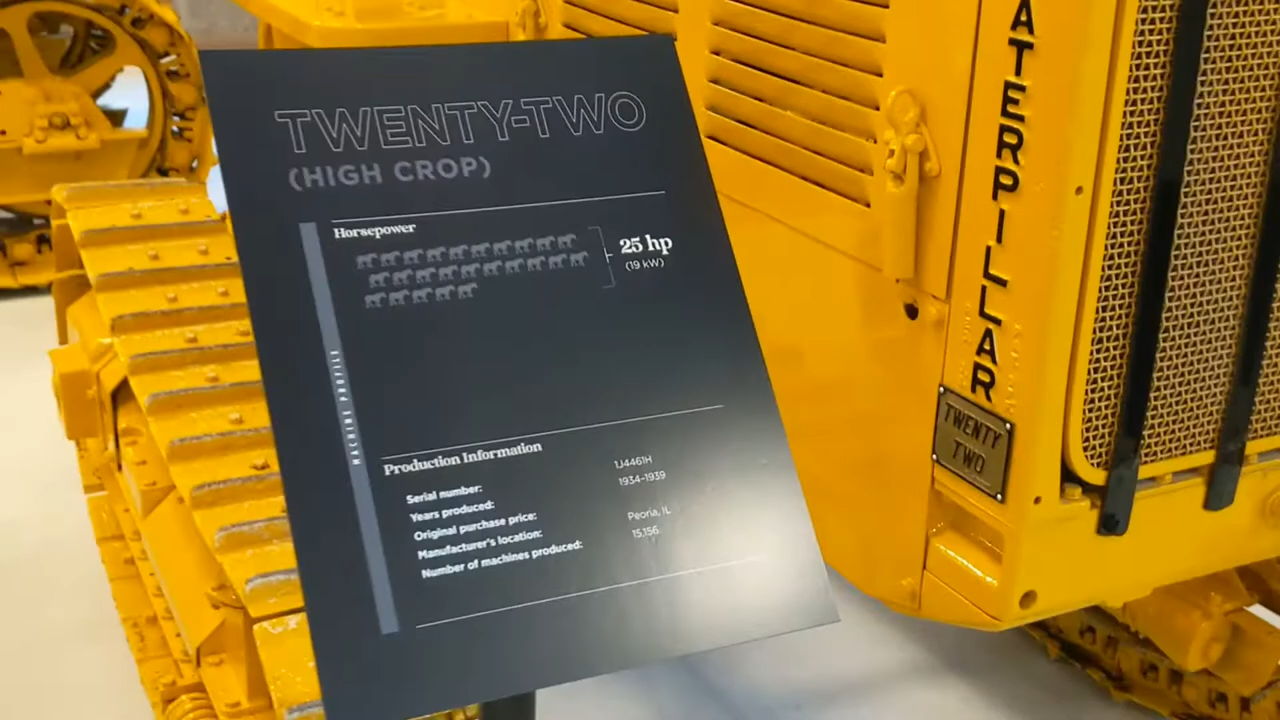 TWENTY-TWO
(HIGH CROP)
Horsepower
25 hp
(19 kW)
MACHINE PROFILE
Production Information
Serial number: 1J4461H
Years produced: 1934-1939
Original purchase price:
Manufacturer's location: Peoria, IL
Number of machines produced: 15,156
CATERPILLAR
TWENTY
TWO